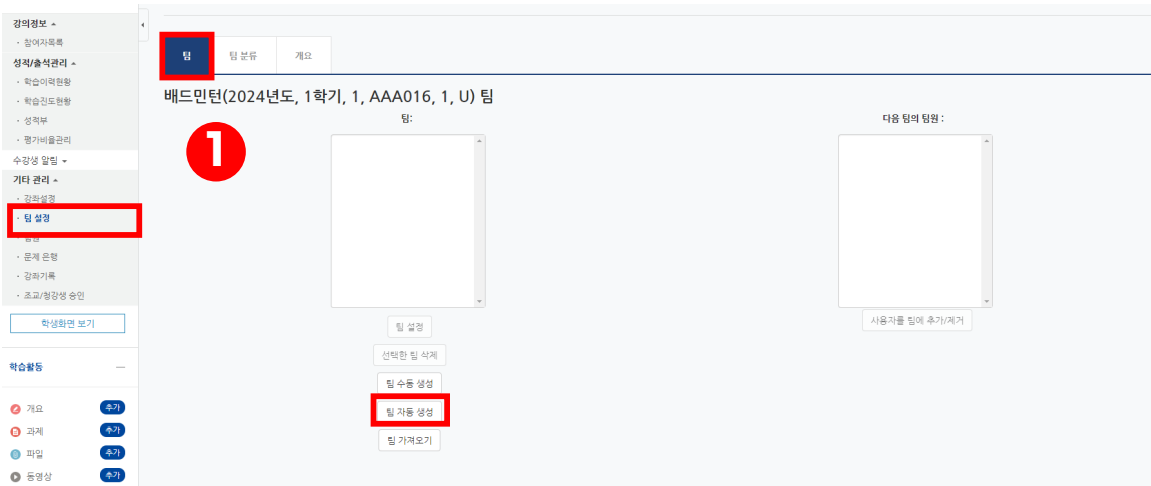 강의정보
참여자목록
성적/출석관리
학습이력현황
학습진도현황
성적부
평가비율관리
수강생 알림
기타 관리
강좌설정
팀 설정
문제 은행
강좌기록
조교/청강생 승인
학생화면 보기
학습활동
개요 추가
과제 추가
파일 추가
동영상 추가
팀 팀 분류 개요
배드민턴(2024년도, 1학기, 1, AAA016, 1, U) 팀
1
팀:
팀 설정
선택한 팀 삭제
팀 수동 생성
팀 자동 생성
팀 가져오기
다음 팀의 팀원 :
사용자를 팀에 추가/제거